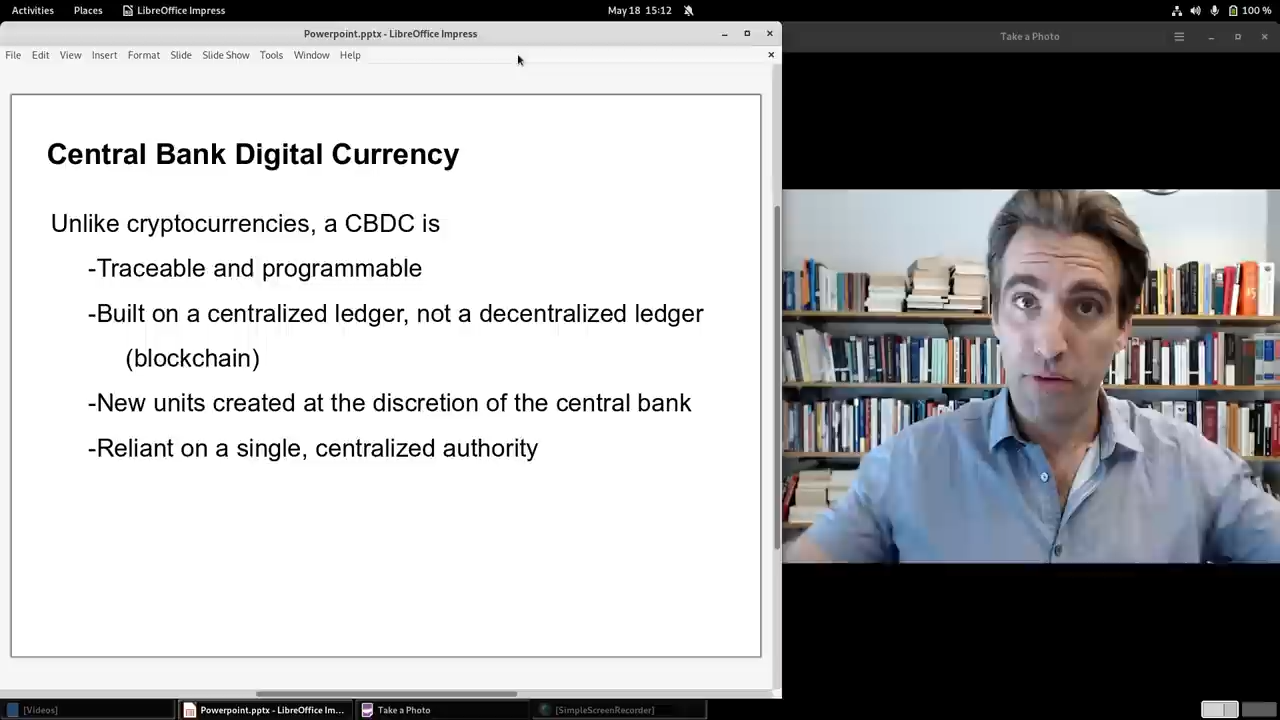 Activities Places LibreOffice Impress May 18 15:12 100 %
Powerpoint.pptx - LibreOffice Impress
Take a Photo
File Edit View Insert Format Slide Slide Show Tools Window Help
Central Bank Digital Currency
Unlike cryptocurrencies, a CBDC is
-Traceable and programmable
-Built on a centralized ledger, not a decentralized ledger
(blockchain)
-New units created at the discretion of the central bank
-Reliant on a single, centralized authority
[Videos] Powerpoint.pptx - LibreOffice Im... Take a Photo [SimpleScreenRecorder]